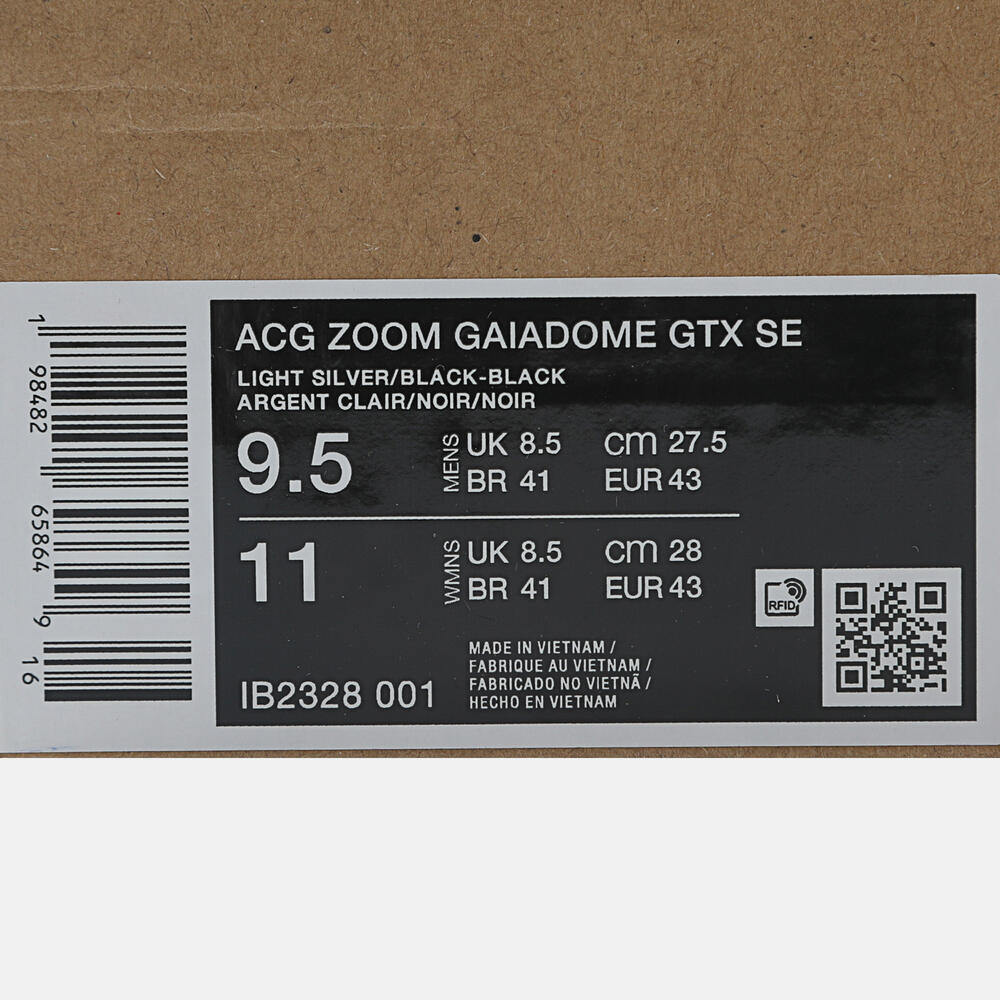 ACG ZOOM GAIADOME GTX SE
LIGHT SILVER/BLACK-BLACK
ARGENT CLAIR/NOIR/NOIR
9.5
MENS
UK 8.5 cm 27.5
BR 41 EUR 43
11
WMNS
UK 8.5 cm 28
BR 41 EUR 43
IB2328 001
MADE IN VIETNAM /
FABRIQUE AU VIETNAM /
FABRICADO NO VIETNÃ /
HECHO EN VIETNAM
RFID
1 98482 65864 9 16